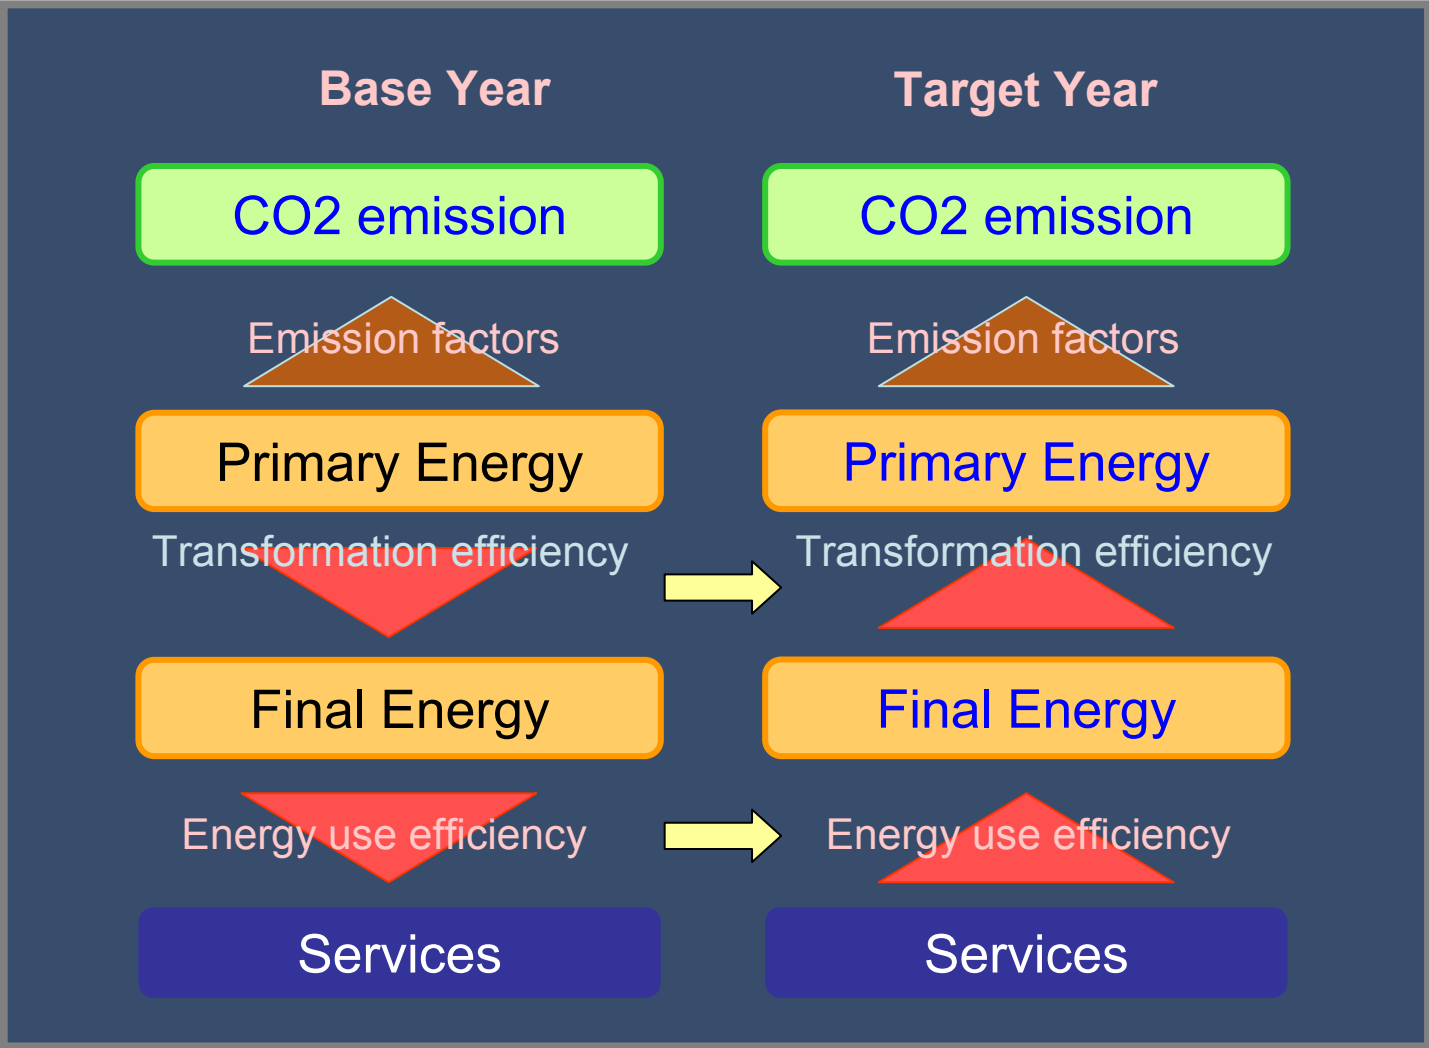 Base Year
Target Year
CO2 emission
CO2 emission
Emission factors
Emission factors
Primary Energy
Primary Energy
Transformation efficiency
Transformation efficiency
Final Energy
Final Energy
Energy use efficiency
Energy use efficiency
Services
Services